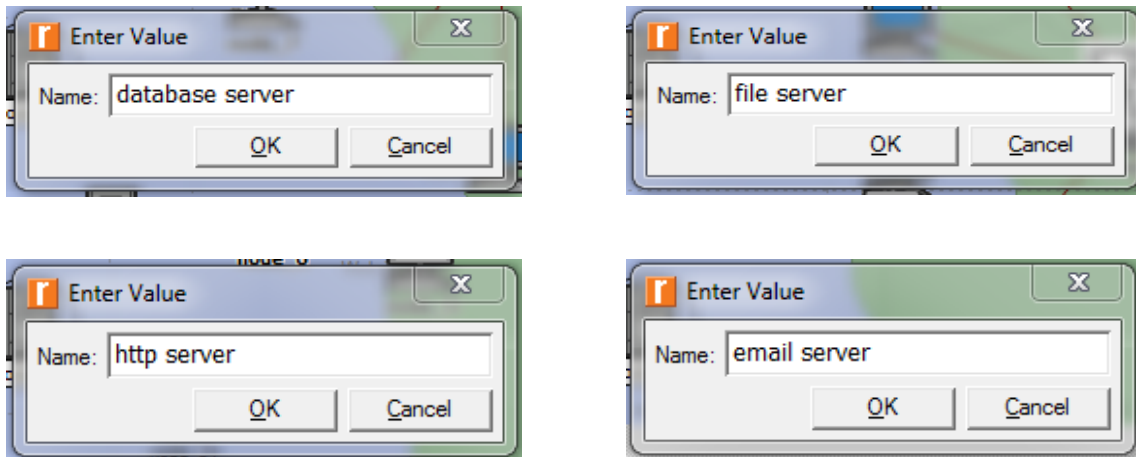 Enter Value
Name: database server
OK Cancel
Enter Value
Name: file server
OK Cancel
Enter Value
Name: http server
OK Cancel
Enter Value
Name: email server
OK Cancel